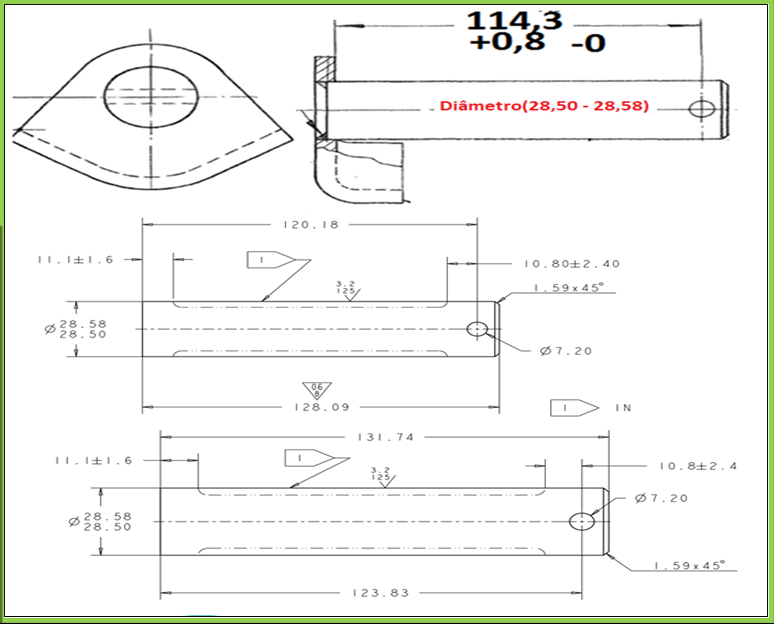 114,3
+0,8 -0
Diâmetro(28,50 - 28,58)
120.18
11.1±1.6
1
10.80±2.40
3.2
125
1.59x45°
Ø28.58
28.50
Ø7.20
06
B
128.09
1 IN
131.74
11.1±1.6
1
3.2
125
10.8±2.4
Ø7.20
Ø28.58
28.50
1.59x45°
123.83